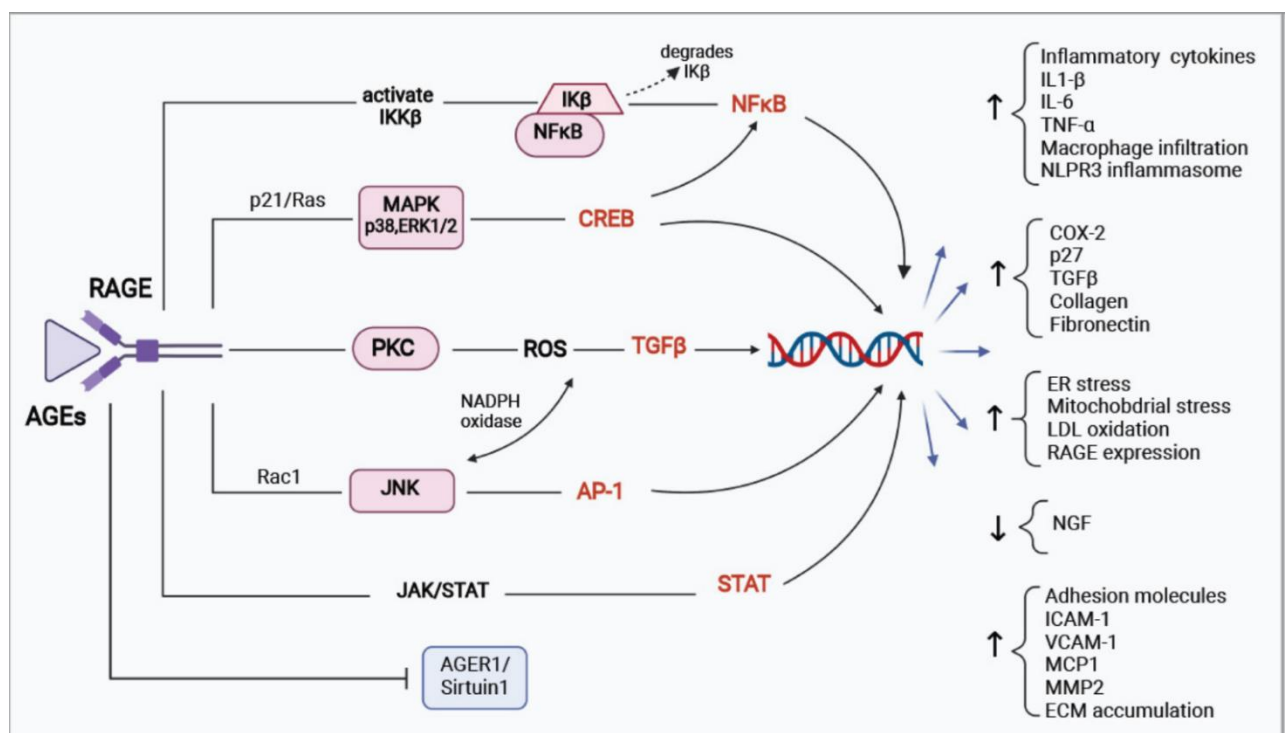 activate
IKKβ
IKβ
NFκB
degrades
IKβ
NFκB
p21/Ras
MAPK
p38,ERK1/2
CREB
RAGE
AGEs
PKC
ROS
TGFβ
NADPH
oxidase
Rac1
JNK
AP-1
JAK/STAT
STAT
AGER1/
Sirtuin1
↑
Inflammatory cytokines
IL1-β
IL-6
TNF-α
Macrophage infiltration
NLPR3 inflammasome
↑
COX-2
p27
TGFβ
Collagen
Fibronectin
↑
ER stress
Mitochobdrial stress
LDL oxidation
RAGE expression
↓
NGF
↑
Adhesion molecules
ICAM-1
VCAM-1
MCP1
MMP2
ECM accumulation